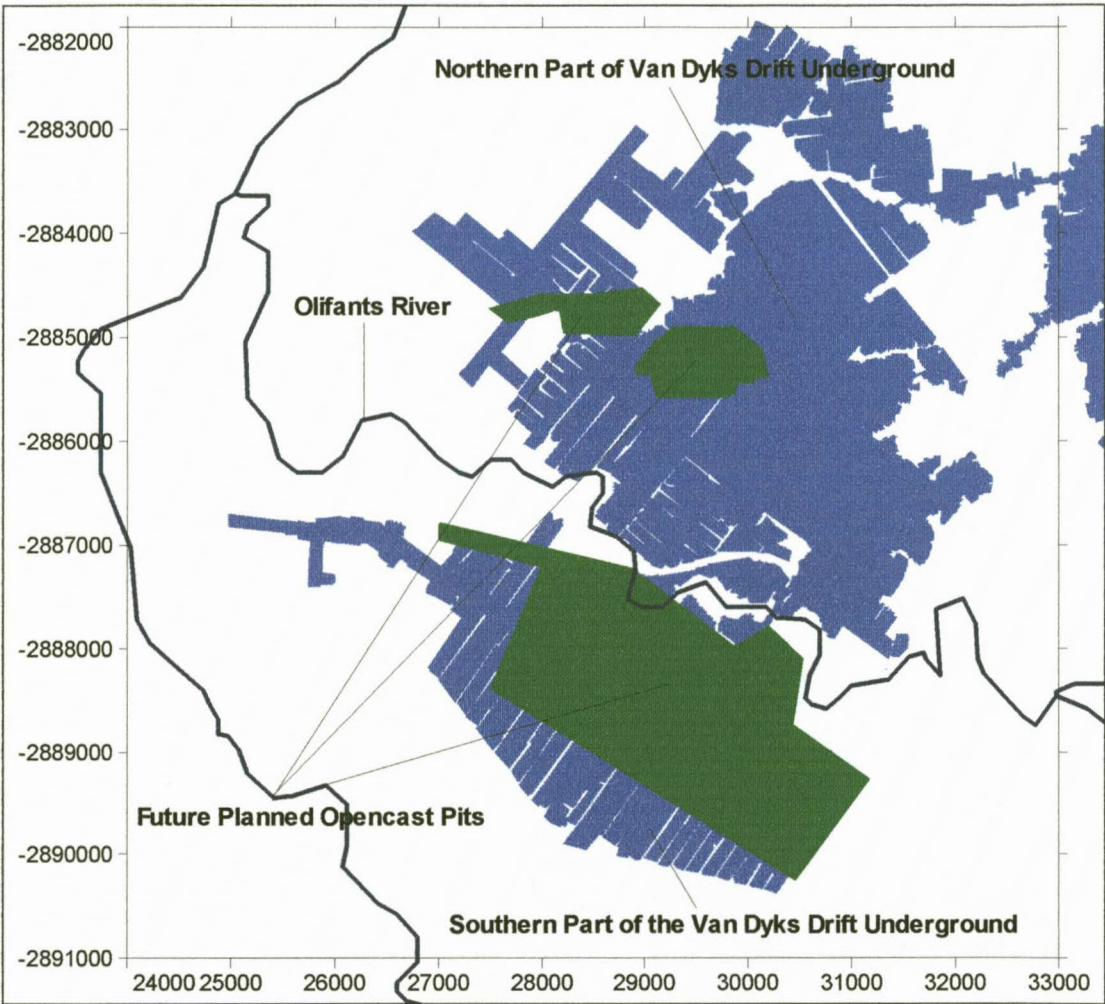 -2882000
Northern Part of Van Dyks Drift Underground
-2883000
-2884000
Olifants River
-2885000
-2886000
-2887000
-2888000
-2889000
Future Planned Opencast Pits
-2890000
Southern Part of the Van Dyks Drift Underground
-2891000
24000 25000 26000 27000 28000 29000 30000 31000 32000 33000